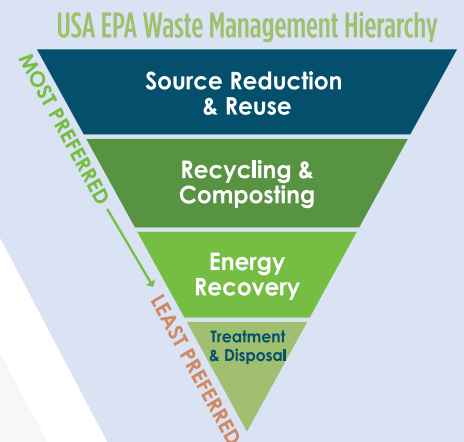 USA EPA Waste Management Hierarchy
MOST PREFERRED
Source Reduction
& Reuse
Recycling &
Composting
Energy
Recovery
LEAST PREFERRED
Treatment
& Disposal